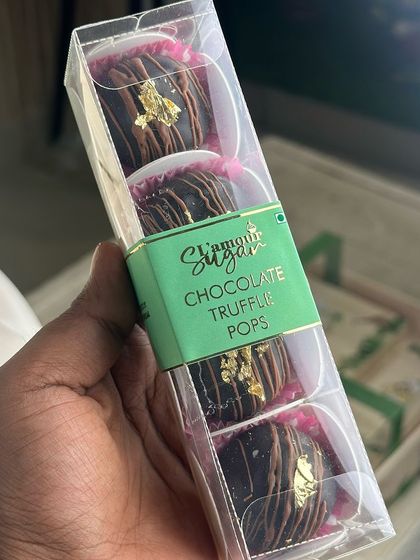 L'amour
Sugar
CHOCOLATE
TRUFFLE
POPS